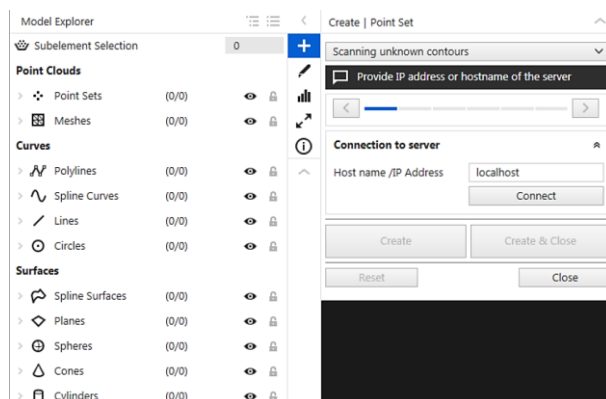 Model Explorer
Subelement Selection 0
Point Clouds
Point Sets (0/0)
Meshes (0/0)
Curves
Polylines (0/0)
Spline Curves (0/0)
Lines (0/0)
Circles (0/0)
Surfaces
Spline Surfaces (0/0)
Planes (0/0)
Spheres (0/0)
Cones (0/0)
Cylinders (0/0)
Create | Point Set
Scanning unknown contours
Provide IP address or hostname of the server
Connection to server
Host name /IP Address localhost
Connect
Create Create & Close
Reset Close